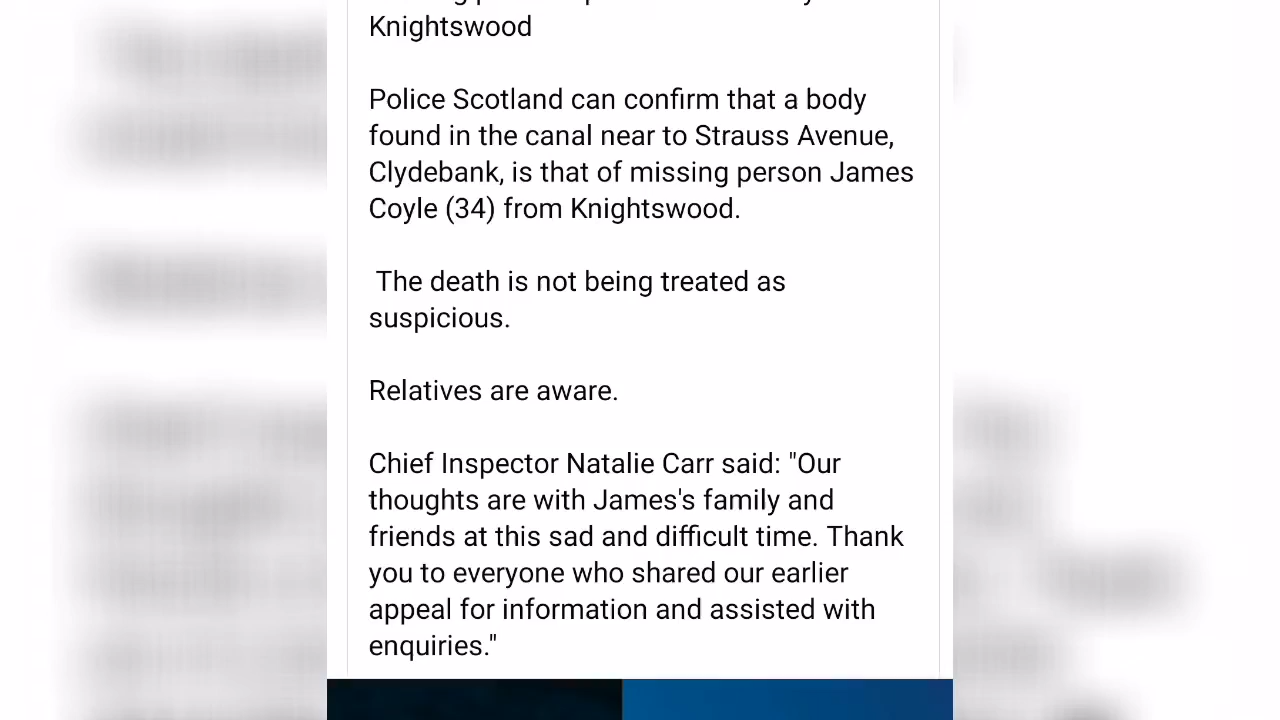 Knightswood
Police Scotland can confirm that a body
found in the canal near to Strauss Avenue,
Clydebank, is that of missing person James
Coyle (34) from Knightswood.
The death is not being treated as
suspicious.
Relatives are aware.
Chief Inspector Natalie Carr said: "Our
thoughts are with James's family and
friends at this sad and difficult time. Thank
you to everyone who shared our earlier
appeal for information and assisted with
enquiries."